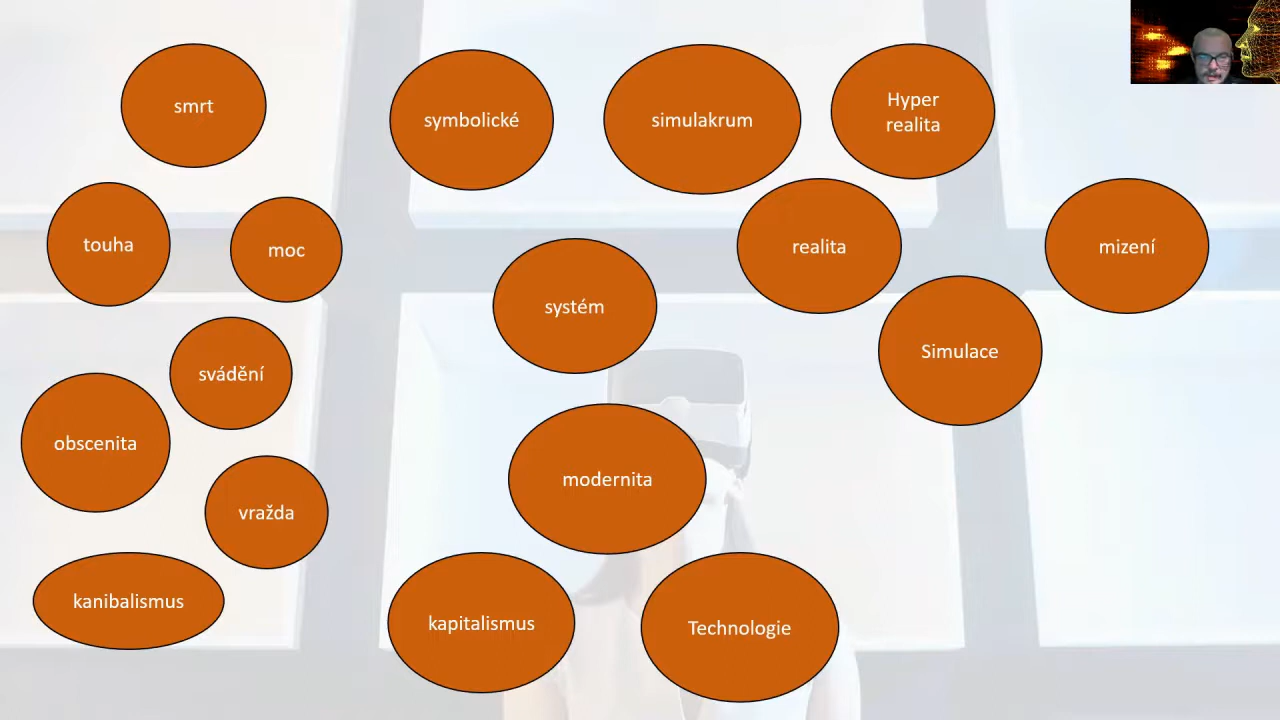 smrt
symbolické
simulakrum
Hyper
realita
touha
moc
realita
mizení
systém
Simulace
svádění
obscenita
modernita
vražda
kanibalismus
kapitalismus
Technologie